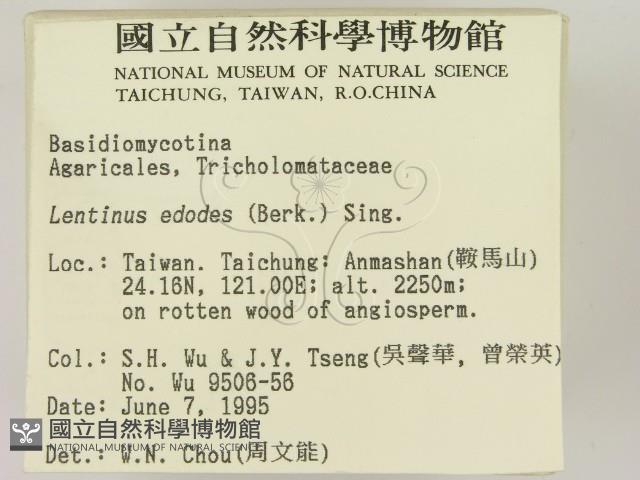 國立自然科學博物館
NATIONAL MUSEUM OF NATURAL SCIENCE
TAICHUNG, TAIWAN, R.O.CHINA
Basidiomycotina
Agaricales, Tricholomataceae
Lentinus edodes (Berk.) Sing.
Loc.: Taiwan. Taichung: Anmashan(鞍馬山)
24.16N, 121.00E; alt. 2250m;
on rotten wood of angiosperm.
Col.: S.H. Wu & J.Y. Tseng(吳聲華, 曾榮英)
No. Wu 9506-56
Date: June 7, 1995
國立自然科學博物館
NATIONAL MUSEUM OF NATURAL SCIENCE
Det.: W.N. Chou(周文能)